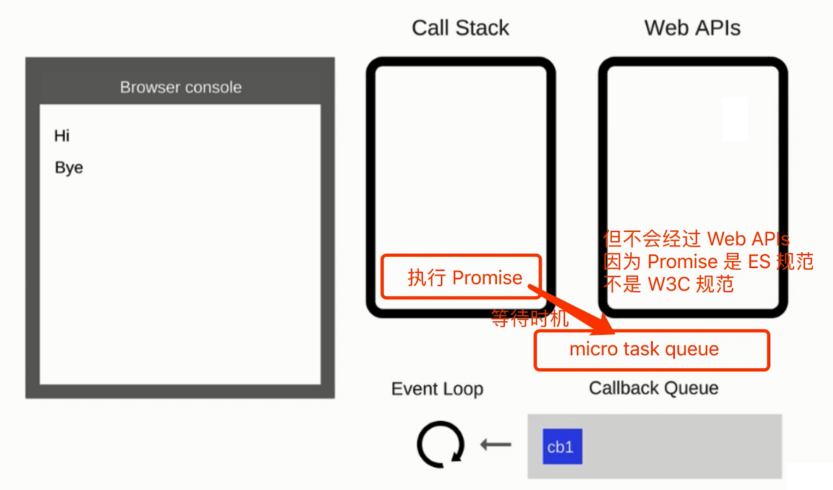 Call Stack
Web APIs
Browser console
Hi
Bye
但不会经过 Web APIs
因为 Promise 是 ES 规范
不是 W3C 规范
执行 Promise
等待时机
micro task queue
Event Loop
Callback Queue
cb1